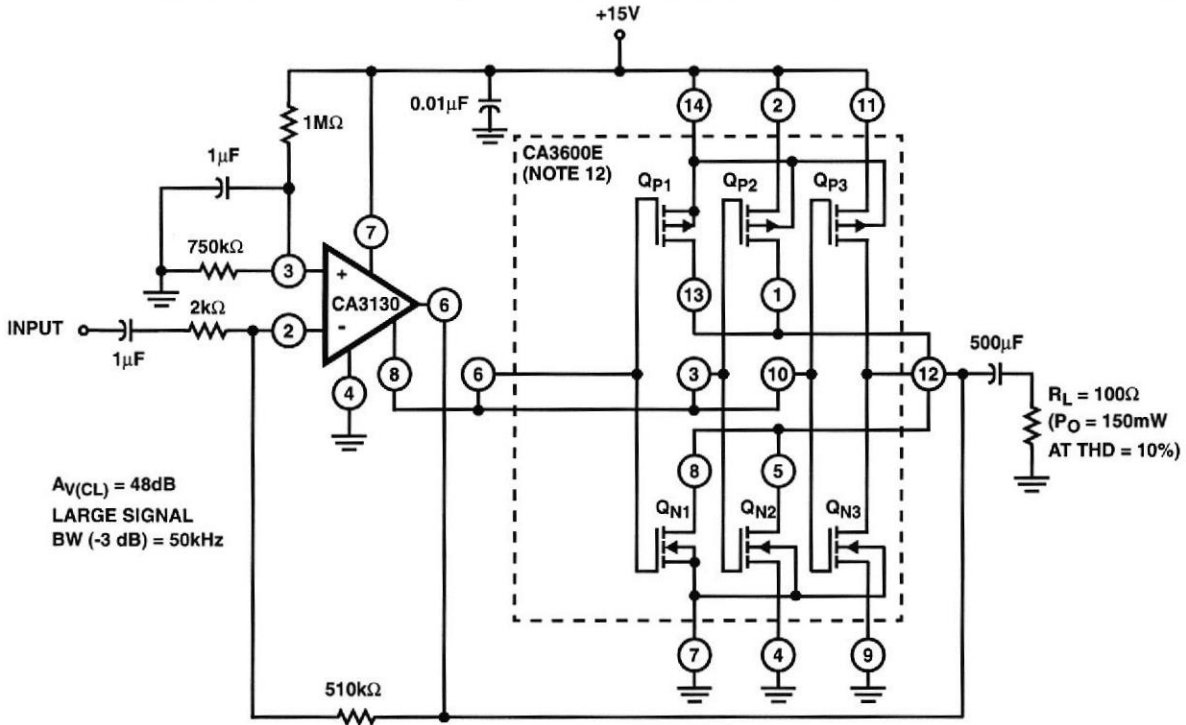 +15V
0.01µF
14
2
11
1MΩ
CA3600E
(NOTE 12)
1µF
QP1
QP2
QP3
7
750kΩ
3
+
CA3130
6
2kΩ
13
1
INPUT
2
-
500µF
1µF
8
6
3
10
12
4
RL = 100Ω
(PO = 150mW
AT THD = 10%)
8
5
AV(CL) = 48dB
LARGE SIGNAL
BW (-3 dB) = 50kHz
QN1
QN2
QN3
7
4
9
510kΩ